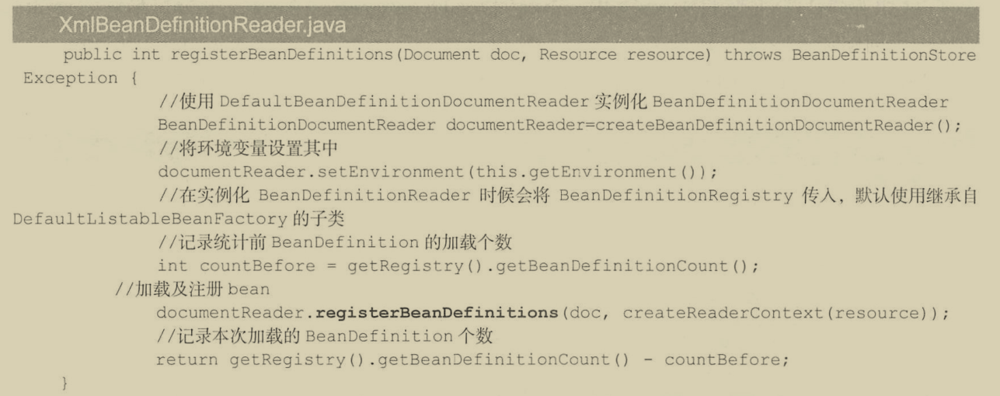 XmlBeanDefinitionReader.java
public int registerBeanDefinitions(Document doc, Resource resource) throws BeanDefinitionStore
Exception {
//使用 DefaultBeanDefinitionDocumentReader 实例化 BeanDefinitionDocumentReader
BeanDefinitionDocumentReader documentReader=createBeanDefinitionDocumentReader();
//将环境变量设置其中
documentReader.setEnvironment(this.getEnvironment());
//在实例化 BeanDefinitionReader 时候会将 BeanDefinitionRegistry 传入，默认使用继承自
DefaultListableBeanFactory 的子类
//记录统计前 BeanDefinition 的加载个数
int countBefore = getRegistry().getBeanDefinitionCount();
//加载及注册 bean
documentReader.registerBeanDefinitions(doc, createReaderContext(resource));
//记录本次加载的 BeanDefinition 个数
return getRegistry().getBeanDefinitionCount() - countBefore;
}